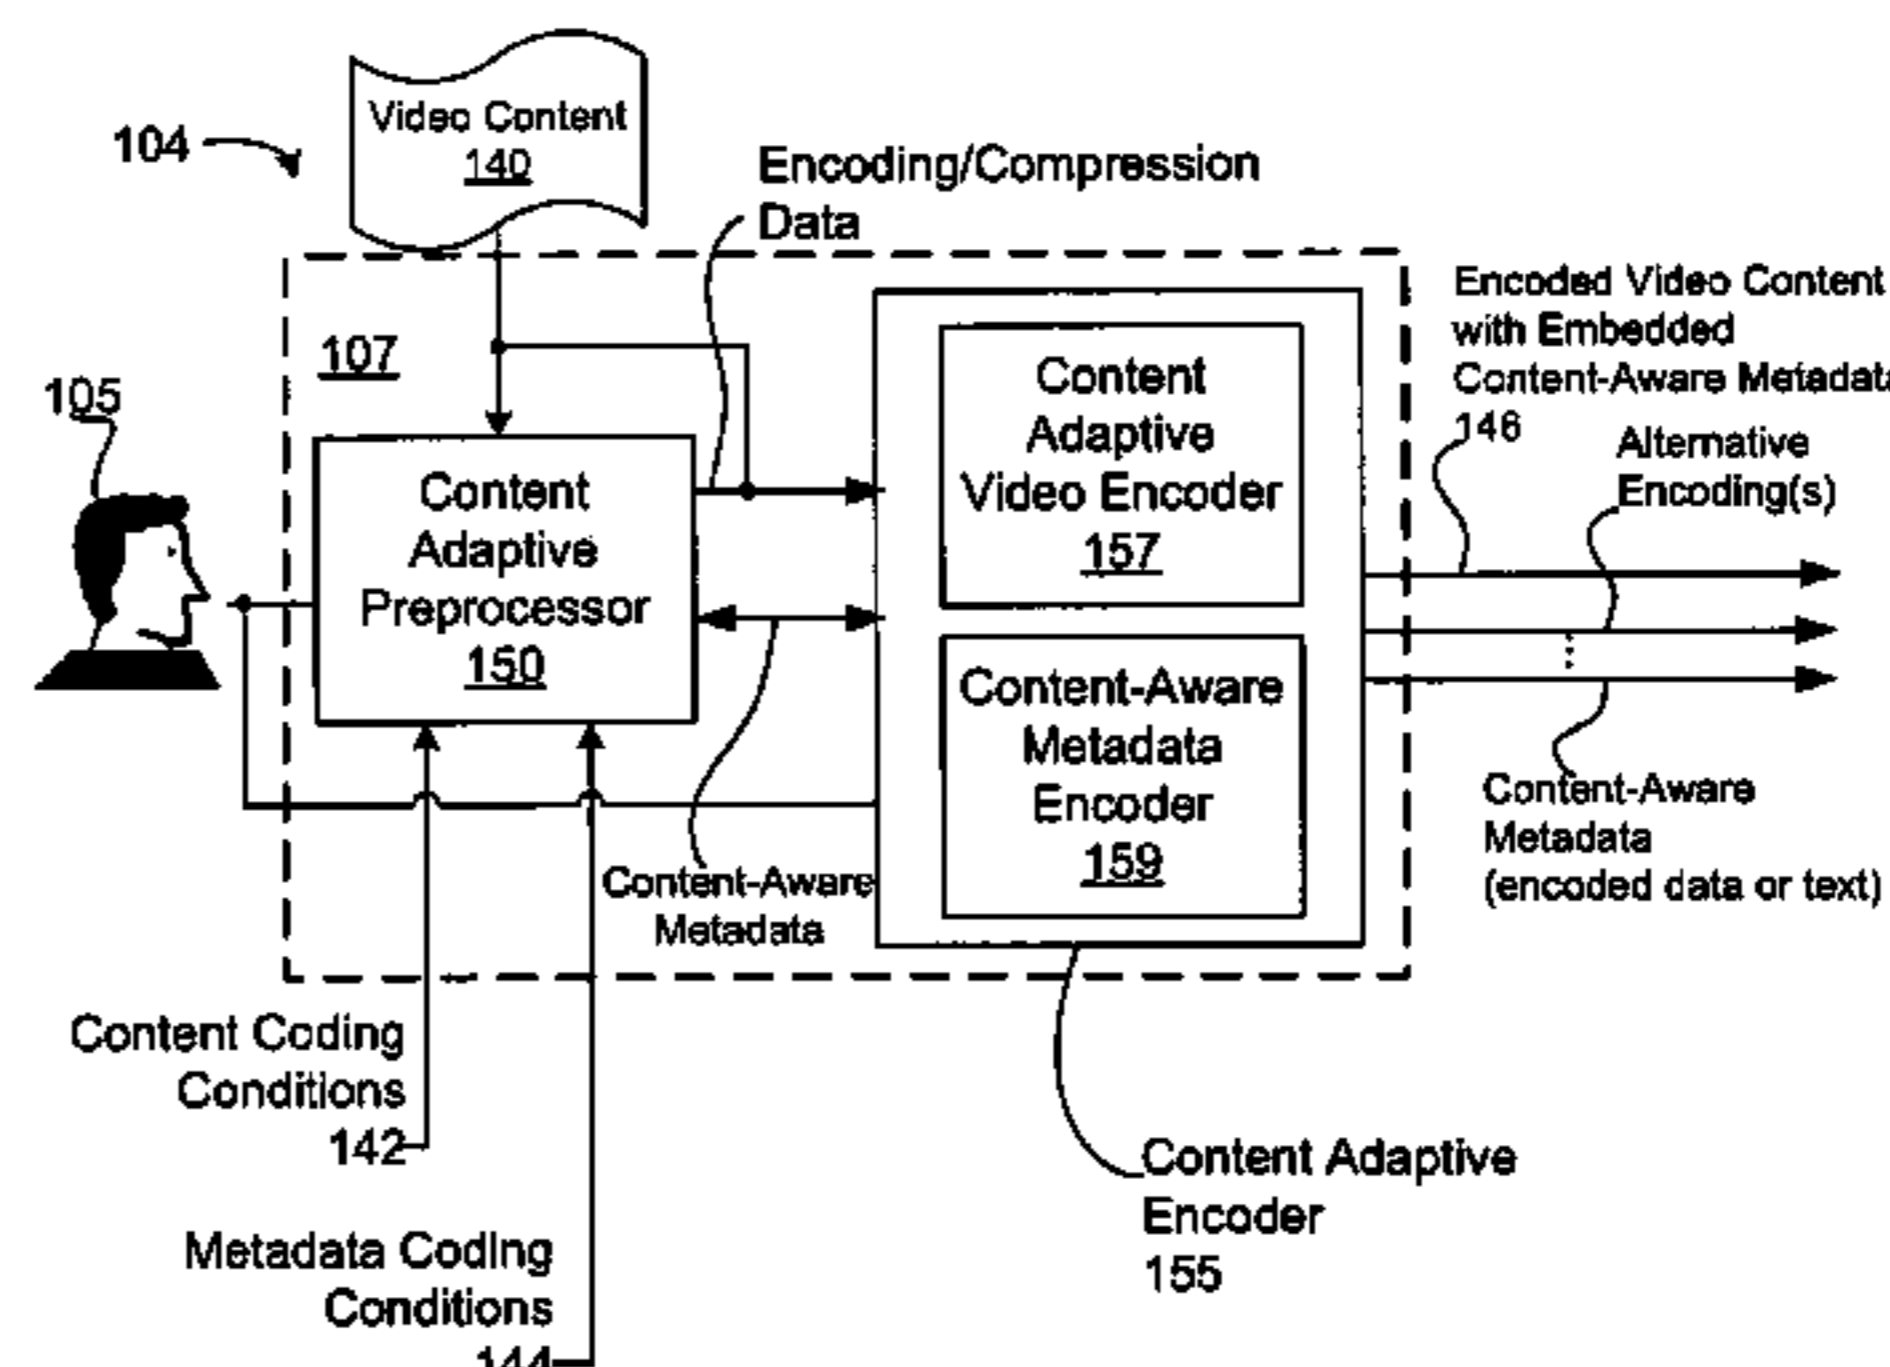 Video Content
140
104
Encoding/Compression
Data
107
105
Encoded Video Content
with Embedded
Content-Aware Metadata
146
Alternative
Encoding(s)
Content
Adaptive
Preprocessor
150
Content
Adaptive
Video Encoder
157
Content-Aware
Metadata
Encoder
159
Content-Aware
Metadata
Content-Aware
Metadata
(encoded data or text)
Content Coding
Conditions
142
Content Adaptive
Encoder
155
Metadata Coding
Conditions
144